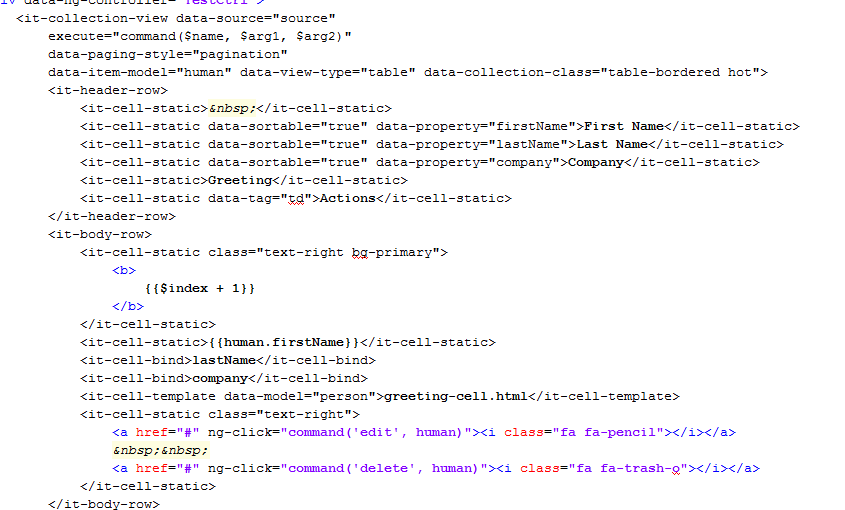 iv data-ng-controller="TestCtrl">
<it-collection-view data-source="source"
execute="command($name, $arg1, $arg2)"
data-paging-style="pagination"
data-item-model="human" data-view-type="table" data-collection-class="table-bordered hot">
<it-header-row>
<it-cell-static>&nbsp;</it-cell-static>
<it-cell-static data-sortable="true" data-property="firstName">First Name</it-cell-static>
<it-cell-static data-sortable="true" data-property="lastName">Last Name</it-cell-static>
<it-cell-static data-sortable="true" data-property="company">Company</it-cell-static>
<it-cell-static>Greeting</it-cell-static>
<it-cell-static data-tag="td">Actions</it-cell-static>
</it-header-row>
<it-body-row>
<it-cell-static class="text-right bg-primary">
<b>
{{$index + 1}}
</b>
</it-cell-static>
<it-cell-static>{{human.firstName}}</it-cell-static>
<it-cell-bind>lastName</it-cell-bind>
<it-cell-bind>company</it-cell-bind>
<it-cell-template data-model="person">greeting-cell.html</it-cell-template>
<it-cell-static class="text-right">
<a href="#" ng-click="command('edit', human)"><i class="fa fa-pencil"></i></a>
&nbsp;&nbsp;
<a href="#" ng-click="command('delete', human)"><i class="fa fa-trash-o"></i></a>
</it-cell-static>
</it-body-row>